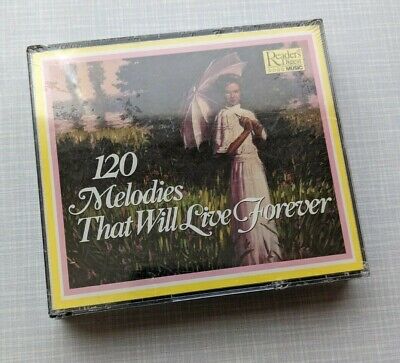 Reader's
Digest
MUSIC
120
Melodies
That Will Live Forever